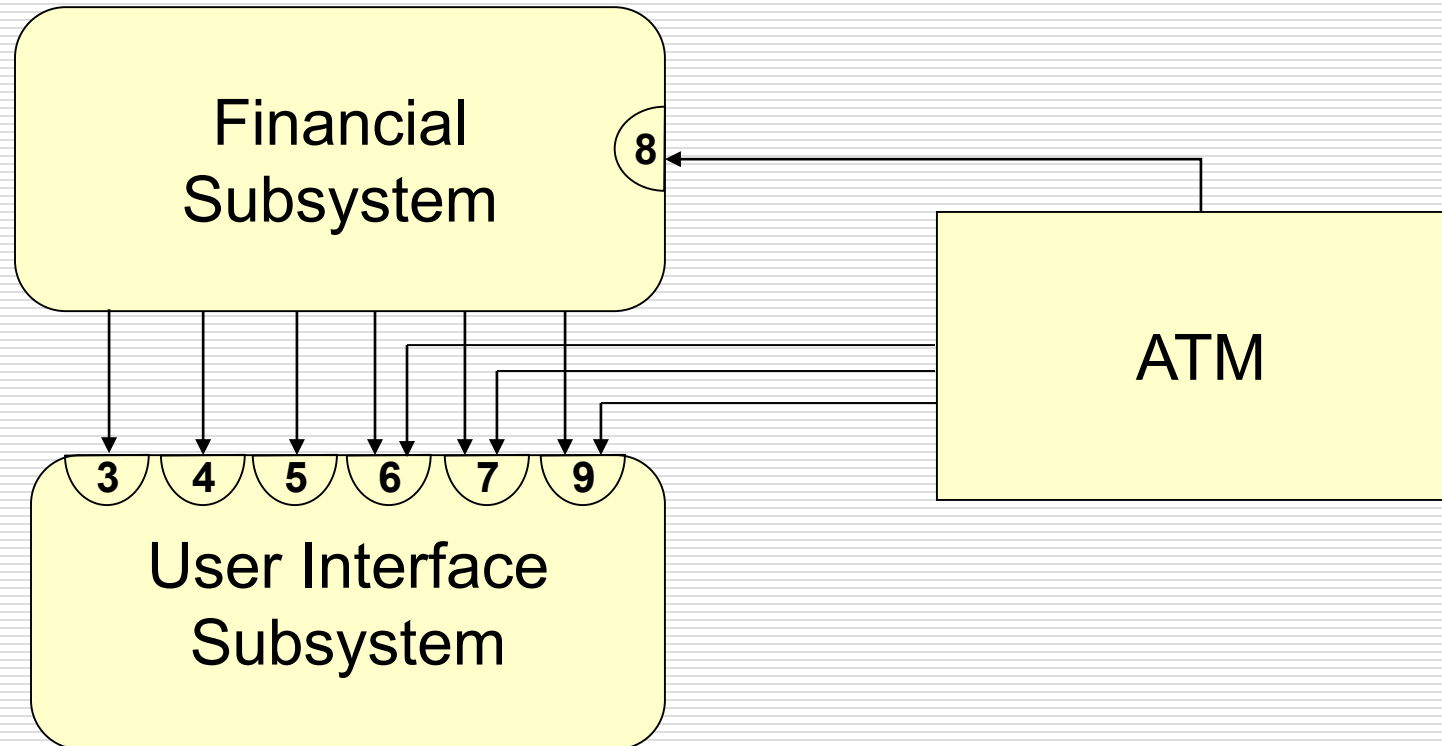 Financial
Subsystem
8
ATM
3 4 5 6 7 9
User Interface
Subsystem